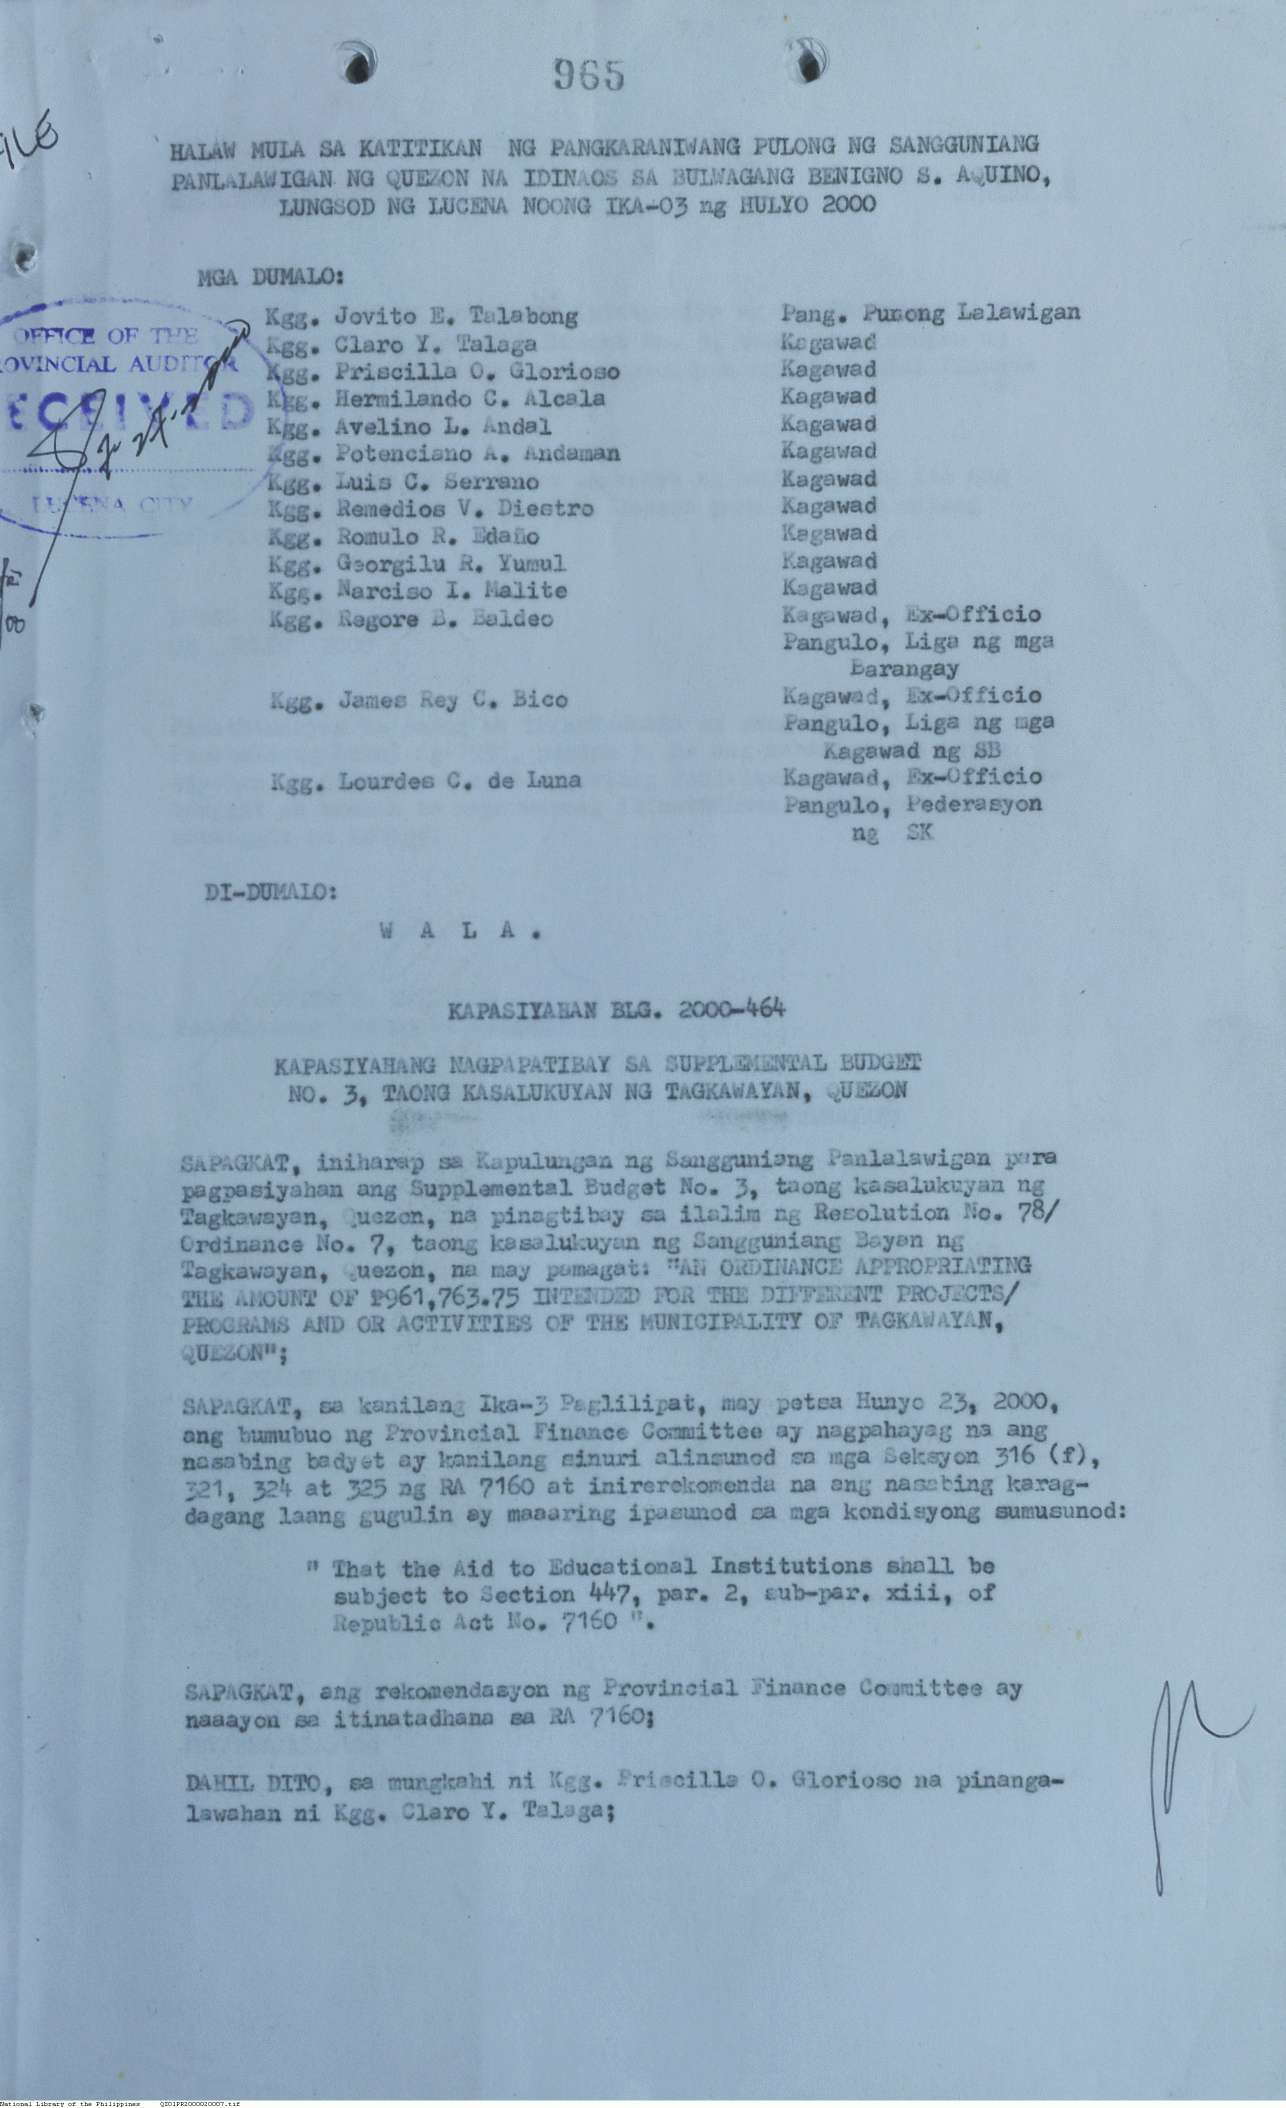 965
FILE
HALAW MULA SA KATITIKAN NG PANGKARANIWANG PULONG NG SANGGUNIANG
PANLALAWIGAN NG QUEZON NA IDINAOS SA BULWAGANG BENIGNO S. AQUINO,
LUNGSOD NG LUCENA NOONG IKA-03 ng HULYO 2000
MGA DUMALO:
Kgg. Jovito E. Talabong Pang. Punong Lalawigan
Kgg. Claro Y. Talaga Kagawad
Kgg. Priscilla O. Glorioso Kagawad
Kgg. Hermilando C. Alcala Kagawad
Kgg. Avelino L. Andal Kagawad
Kgg. Potenciano A. Andaman Kagawad
Kgg. Luis C. Serrano Kagawad
Kgg. Remedios V. Diestro Kagawad
Kgg. Romulo R. Edaño Kagawad
Kgg. Georgilu R. Yumul Kagawad
Kgg. Narciso I. Malite Kagawad
Kgg. Regore B. Baldeo Kagawad, Ex-Officio
Pangulo, Liga ng mga
Barangay
Kgg. James Rey C. Bico Kagawad, Ex-Officio
Pangulo, Liga ng mga
Kagawad ng SB
Kgg. Lourdes C. de Luna Kagawad, Ex-Officio
Pangulo, Pederasyon
ng SK
OFFICE OF THE
PROVINCIAL AUDITOR
RECEIVED
LUCENA CITY
DI-DUMALO:
W A L A .
KAPASIYAHAN BLG. 2000-464
KAPASIYAHANG NAGPAPATIBAY SA SUPPLEMENTAL BUDGET
NO. 3, TAONG KASALUKUYAN NG TAGKAWAYAN, QUEZON
SAPAGKAT, iniharap sa Kapulungan ng Sangguniang Panlalawigan para
pagpasiyahan ang Supplemental Budget No. 3, taong kasalukuyan ng
Tagkawayan, Quezon, na pinagtibay sa ilalim ng Resolution No. 78/
Ordinance No. 7, taong kasalukuyan ng Sangguniang Bayan ng
Tagkawayan, Quezon, na may pamagat: "AN ORDINANCE APPROPRIATING
THE AMOUNT OF ₱961,763.75 INTENDED FOR THE DIFFERENT PROJECTS/
PROGRAMS AND OR ACTIVITIES OF THE MUNICIPALITY OF TAGKAWAYAN,
QUEZON";
SAPAGKAT, sa kanilang Ika-3 Paglilipat, may petsa Hunyo 23, 2000,
ang bumubuo ng Provincial Finance Committee ay nagpahayag na ang
nasabing badyet ay kanilang sinuri alinsunod sa mga Seksyon 316 (f),
321, 324 at 325 ng RA 7160 at inirerekomenda na ang nasabing karag-
dagang laang gugulin ay maaaring ipasunod sa mga kondisyong sumusunod:
" That the Aid to Educational Institutions shall be
subject to Section 447, par. 2, sub-par. xiii, of
Republic Act No. 7160 ".
SAPAGKAT, ang rekomendasyon ng Provincial Finance Committee ay
naaayon sa itinatadhana sa RA 7160;
DAHIL DITO, sa mungkahi ni Kgg. Priscilla O. Glorioso na pinanga-
lawahan ni Kgg. Claro Y. Talaga;
National Library of the Philippines QZ01PR2000020007.tif